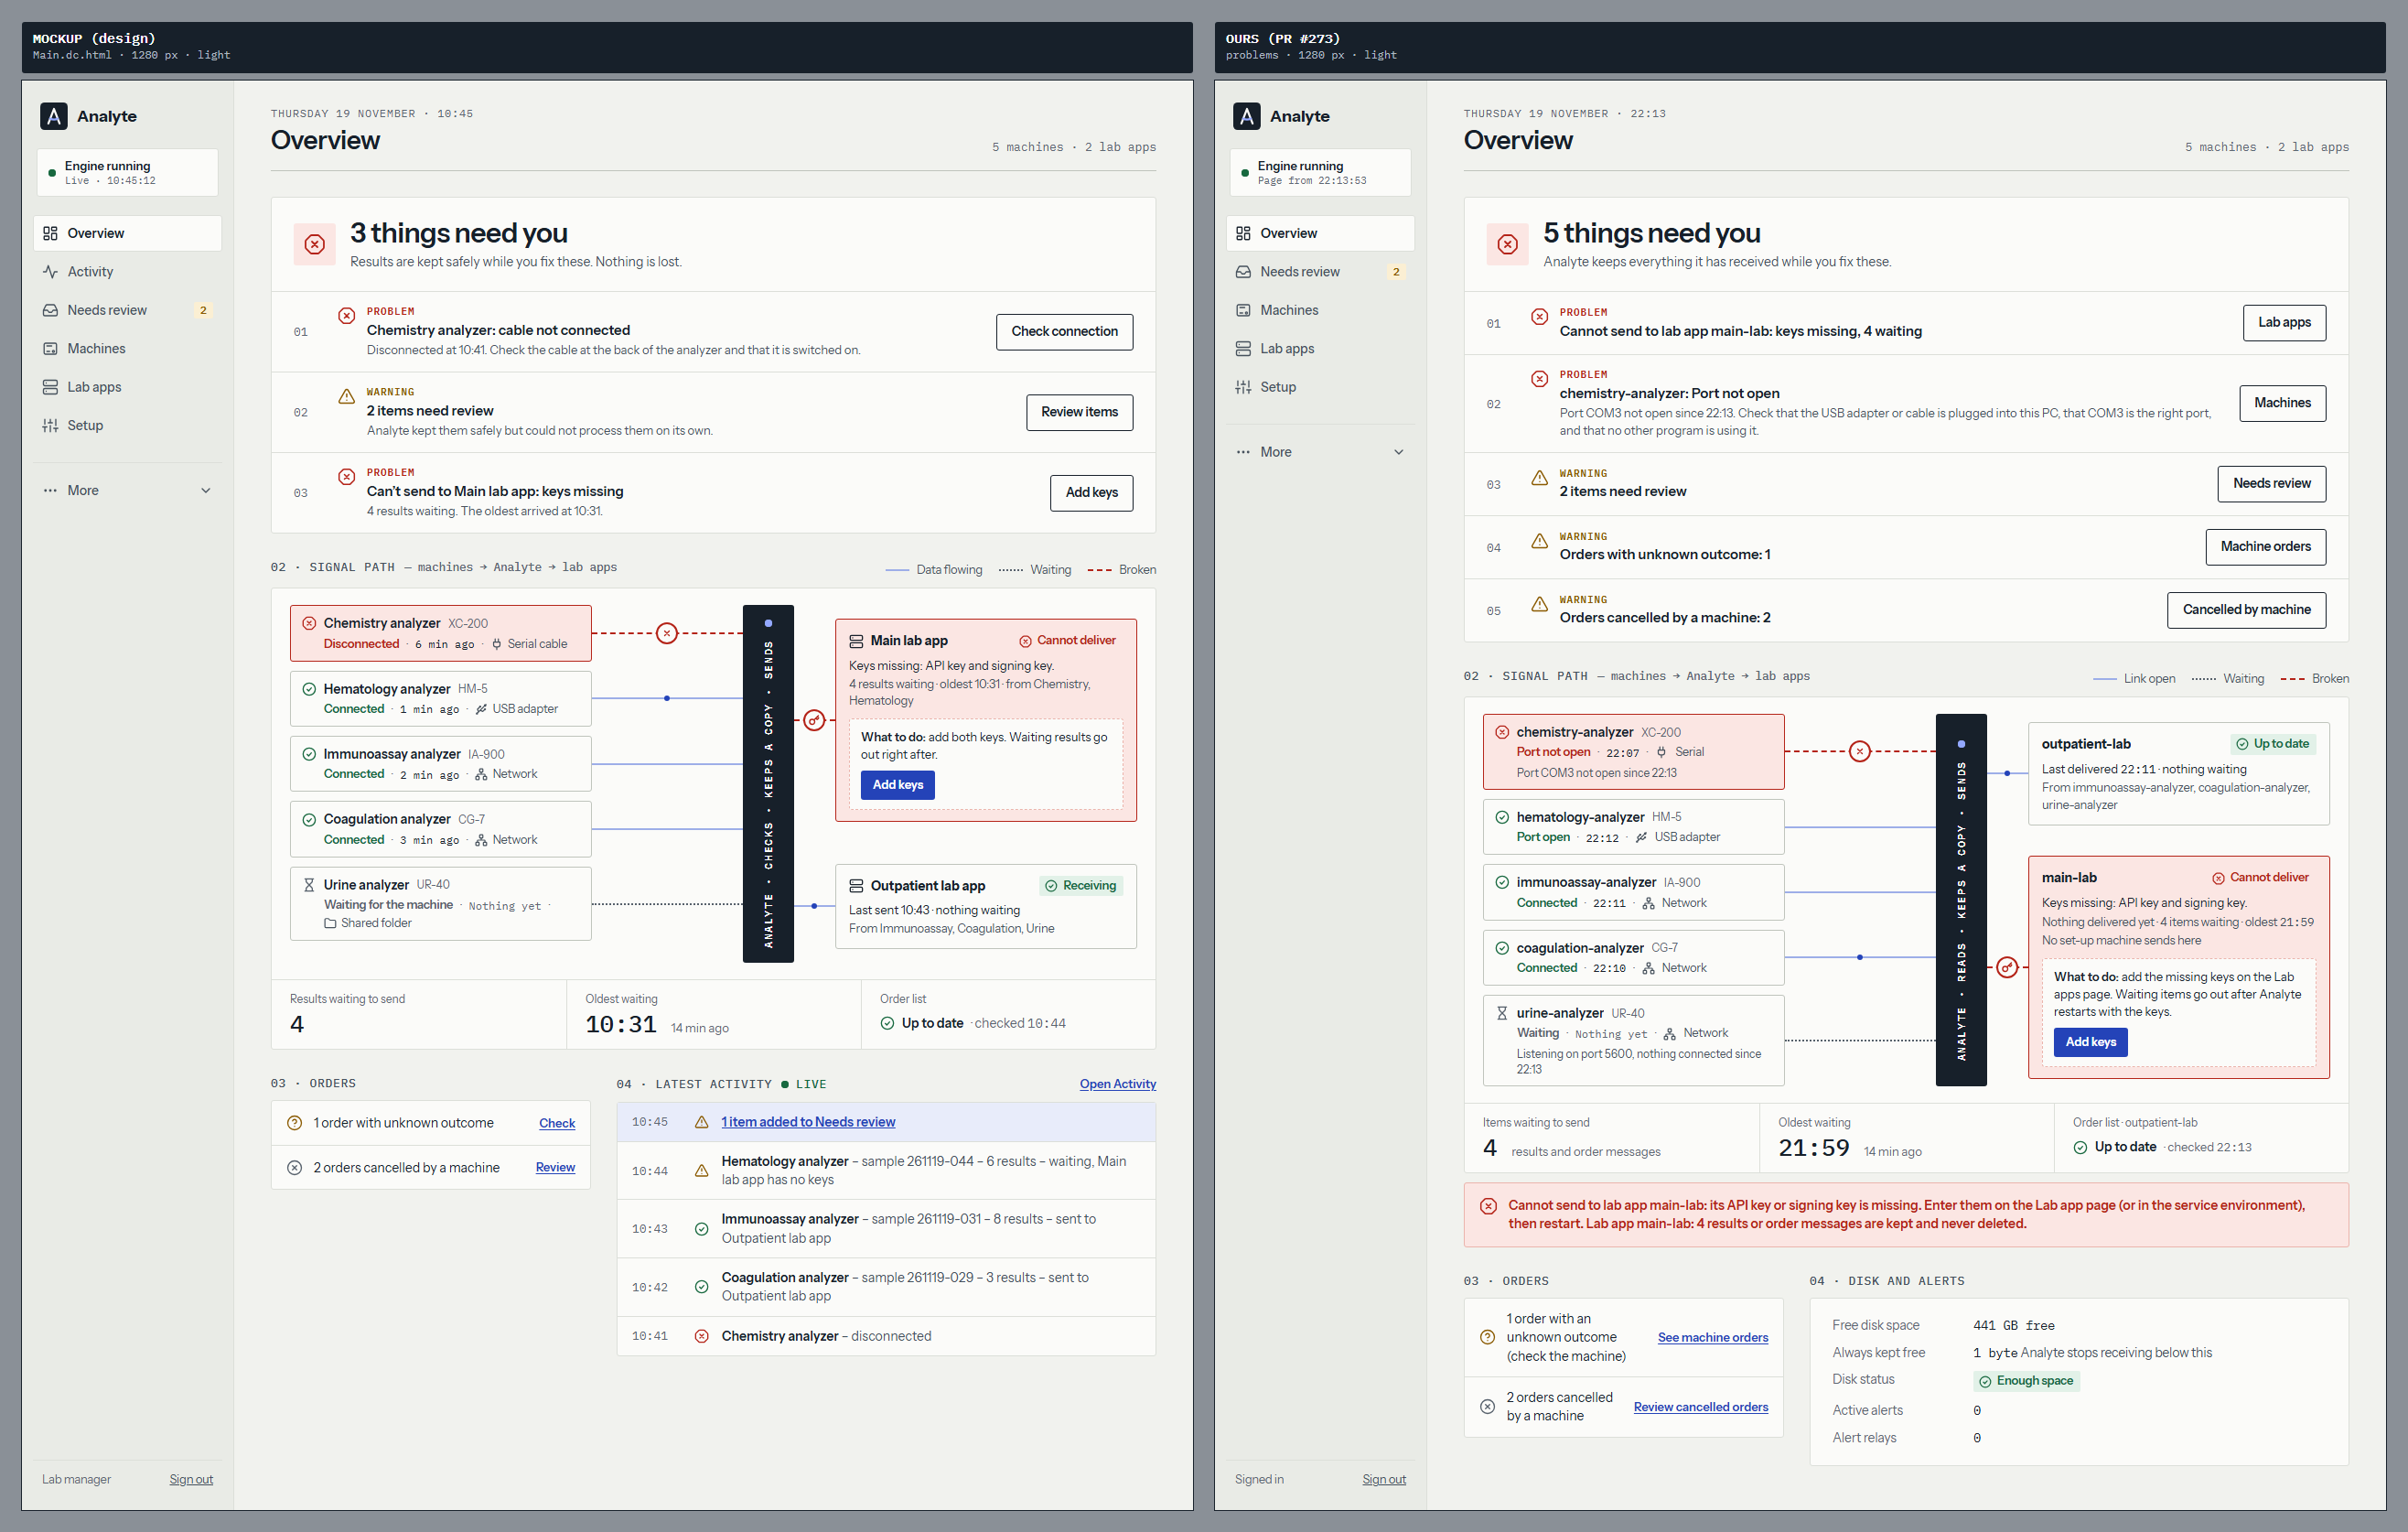 MOCKUP (design)
Main.dc.html · 1280 px · light
Analyte
Engine running
Live · 10:45:12
Overview
Activity
Needs review 2
Machines
Lab apps
Setup
More
Lab manager Sign out
THURSDAY 19 NOVEMBER · 10:45
Overview
5 machines · 2 lab apps
3 things need you
Results are kept safely while you fix these. Nothing is lost.
01
PROBLEM
Chemistry analyzer: cable not connected
Disconnected at 10:41. Check the cable at the back of the analyzer and that it is switched on.
Check connection
02
WARNING
2 items need review
Analyte kept them safely but could not process them on its own.
Review items
03
PROBLEM
Can't send to Main lab app: keys missing
4 results waiting. The oldest arrived at 10:31.
Add keys
02 · SIGNAL PATH — machines → Analyte → lab apps
Data flowing Waiting Broken
Chemistry analyzer XC-200
Disconnected · 6 min ago · Serial cable
Hematology analyzer HM-5
Connected · 1 min ago · USB adapter
Immunoassay analyzer IA-900
Connected · 2 min ago · Network
Coagulation analyzer CG-7
Connected · 3 min ago · Network
Urine analyzer UR-40
Waiting for the machine · Nothing yet ·
Shared folder
ANALYTE · CHECKS · KEEPS A COPY · SENDS
Main lab app Cannot deliver
Keys missing: API key and signing key.
4 results waiting · oldest 10:31 · from Chemistry,
Hematology
What to do: add both keys. Waiting results go
out right after.
Add keys
Outpatient lab app Receiving
Last sent 10:43 · nothing waiting
From Immunoassay, Coagulation, Urine
Results waiting to send
4
Oldest waiting
10:31 14 min ago
Order list
Up to date · checked 10:44
03 · ORDERS
1 order with unknown outcome Check
2 orders cancelled by a machine Review
04 · LATEST ACTIVITY LIVE
Open Activity
10:45 1 item added to Needs review
10:44 Hematology analyzer – sample 261119-044 – 6 results – waiting, Main
lab app has no keys
10:43 Immunoassay analyzer – sample 261119-031 – 8 results – sent to
Outpatient lab app
10:42 Coagulation analyzer – sample 261119-029 – 3 results – sent to
Outpatient lab app
10:41 Chemistry analyzer – disconnected
OURS (PR #273)
problems · 1280 px · light
Analyte
Engine running
Page from 22:13:53
Overview
Needs review 2
Machines
Lab apps
Setup
More
Signed in Sign out
THURSDAY 19 NOVEMBER · 22:13
Overview
5 machines · 2 lab apps
5 things need you
Analyte keeps everything it has received while you fix these.
01
PROBLEM
Cannot send to lab app main-lab: keys missing, 4 waiting
Lab apps
02
PROBLEM
chemistry-analyzer: Port not open
Port COM3 not open since 22:13. Check that the USB adapter or cable is plugged into this PC, that COM3 is the right port,
and that no other program is using it.
Machines
03
WARNING
2 items need review
Needs review
04
WARNING
Orders with unknown outcome: 1
Machine orders
05
WARNING
Orders cancelled by a machine: 2
Cancelled by machine
02 · SIGNAL PATH — machines → Analyte → lab apps
Link open Waiting Broken
chemistry-analyzer XC-200
Port not open · 22:07 · Serial
Port COM3 not open since 22:13
hematology-analyzer HM-5
Port open · 22:12 · USB adapter
immunoassay-analyzer IA-900
Connected · 22:11 · Network
coagulation-analyzer CG-7
Connected · 22:10 · Network
urine-analyzer UR-40
Waiting · Nothing yet · Network
Listening on port 5600, nothing connected since
22:13
ANALYTE · READS · KEEPS A COPY · SENDS
outpatient-lab Up to date
Last delivered 22:11 · nothing waiting
From immunoassay-analyzer, coagulation-analyzer,
urine-analyzer
main-lab Cannot deliver
Keys missing: API key and signing key.
Nothing delivered yet · 4 items waiting · oldest 21:59
No set-up machine sends here
What to do: add the missing keys on the Lab
apps page. Waiting items go out after Analyte
restarts with the keys.
Add keys
Items waiting to send
4 results and order messages
Oldest waiting
21:59 14 min ago
Order list · outpatient-lab
Up to date · checked 22:13
Cannot send to lab app main-lab: its API key or signing key is missing. Enter them on the Lab app page (or in the service environment),
then restart. Lab app main-lab: 4 results or order messages are kept and never deleted.
03 · ORDERS
1 order with an
unknown outcome
(check the machine)
See machine orders
2 orders cancelled
by a machine
Review cancelled orders
04 · DISK AND ALERTS
Free disk space 441 GB free
Always kept free 1 byte Analyte stops receiving below this
Disk status Enough space
Active alerts 0
Alert relays 0